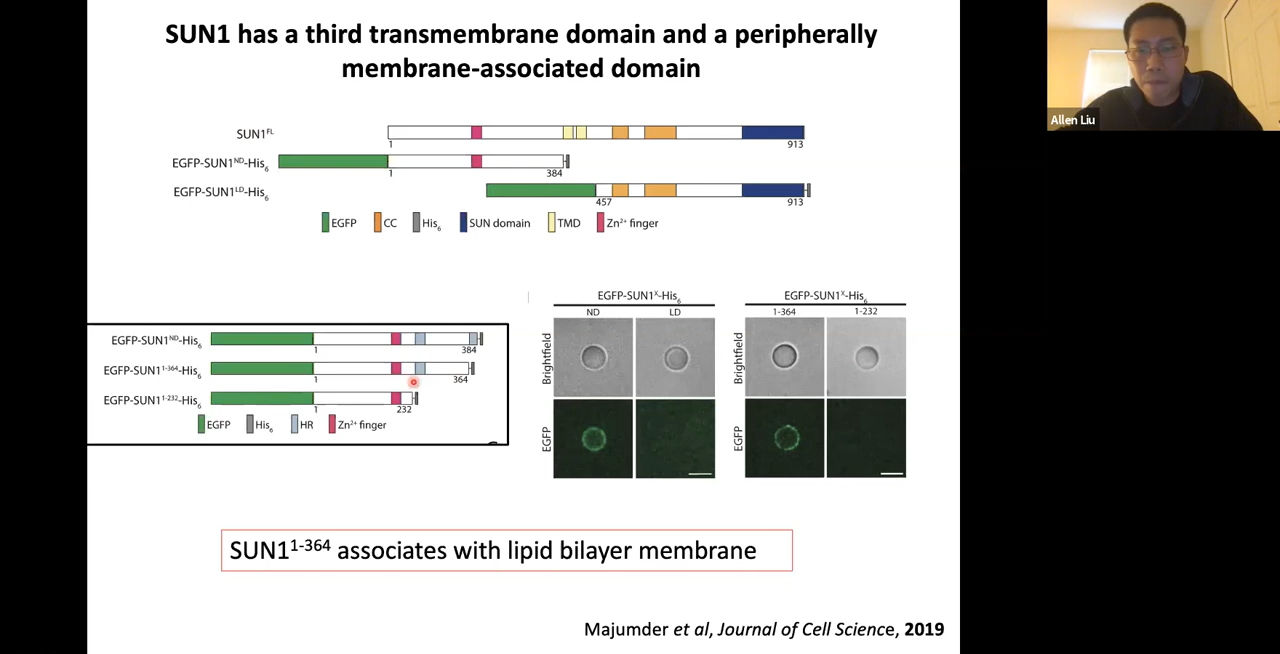 SUN1 has a third transmembrane domain and a peripherally
membrane-associated domain
Allen Liu
SUN1FL
1
913
EGFP-SUN1ND-His6
1
384
EGFP-SUN1LD-His6
457
913
EGFP CC His6 SUN domain TMD Zn2+ finger
EGFP-SUN1ND-His6
1
384
EGFP-SUN11-364-His6
1
364
EGFP-SUN11-232-His6
1
232
EGFP His6 HR Zn2+ finger
EGFP-SUN1X-His6
ND LD
Brightfield
EGFP
EGFP-SUN1X-His6
1-364 1-232
Brightfield
EGFP
SUN11-364 associates with lipid bilayer membrane
Majumder et al, Journal of Cell Science, 2019